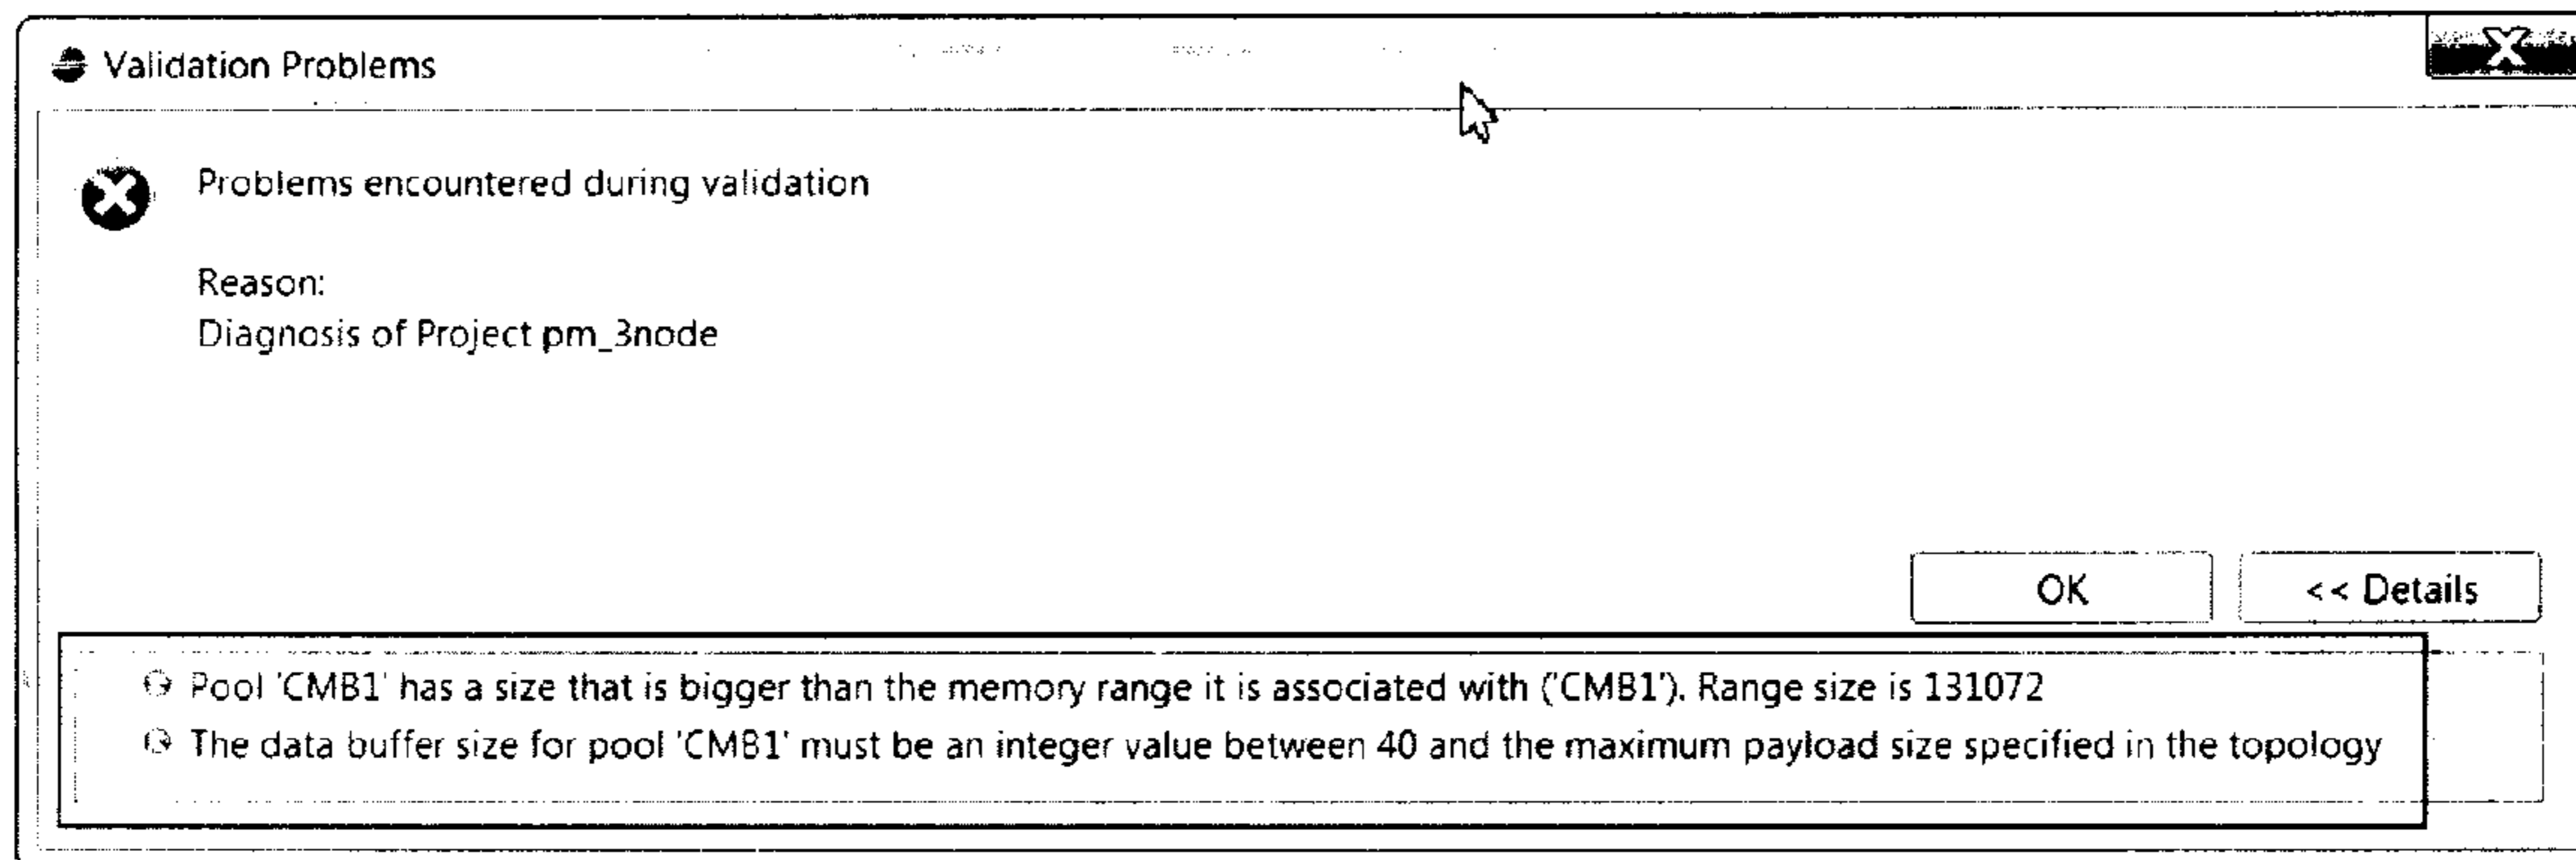 Validation Problems
Problems encountered during validation
Reason:
Diagnosis of Project pm_3node
OK
<< Details
Pool 'CMB1' has a size that is bigger than the memory range it is associated with ('CMB1'). Range size is 131072
The data buffer size for pool 'CMB1' must be an integer value between 40 and the maximum payload size specified in the topology